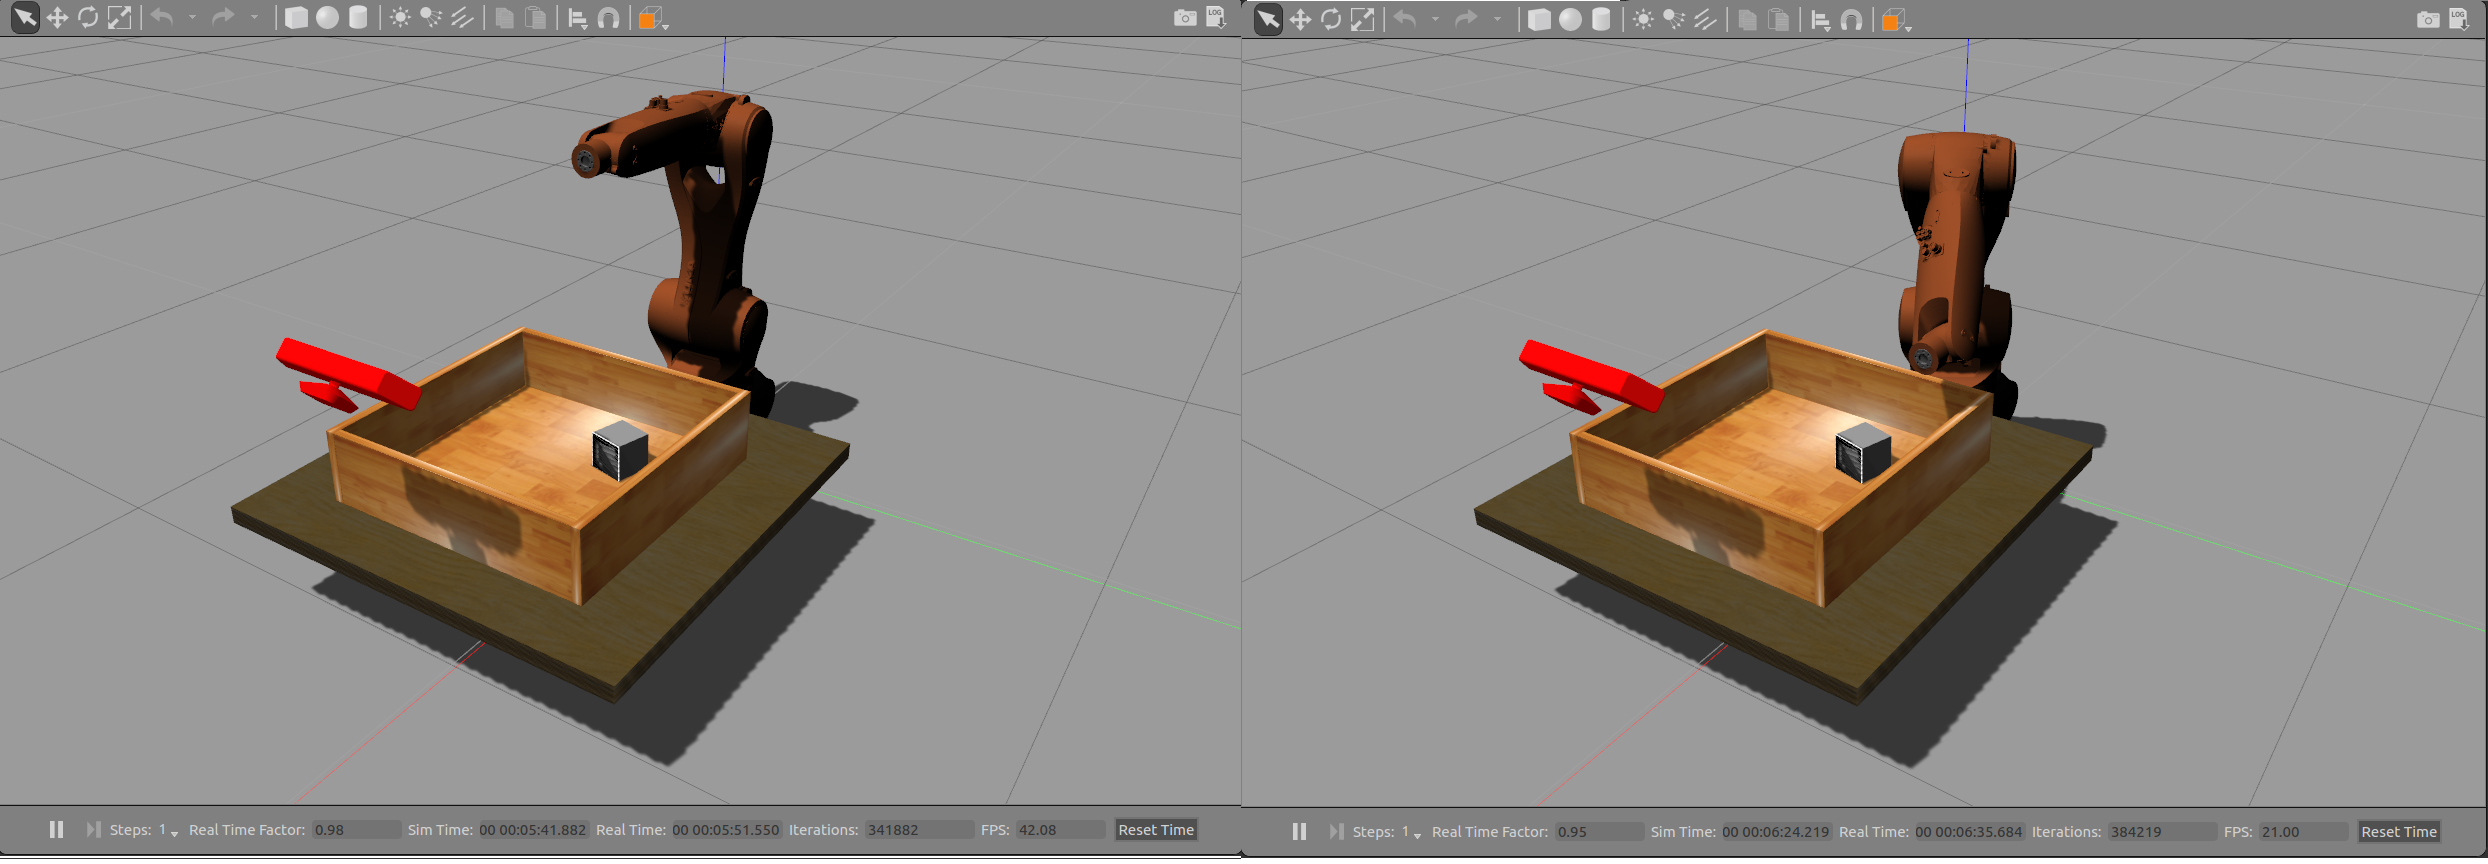 LOG
LOG
Steps: 1 Real Time Factor: 0.98 Sim Time: 00 00:05:41.882 Real Time: 00 00:05:51.550 Iterations: 341882 FPS: 42.08 Reset Time
Steps: 1 Real Time Factor: 0.95 Sim Time: 00 00:06:24.219 Real Time: 00 00:06:35.684 Iterations: 384219 FPS: 21.00 Reset Time